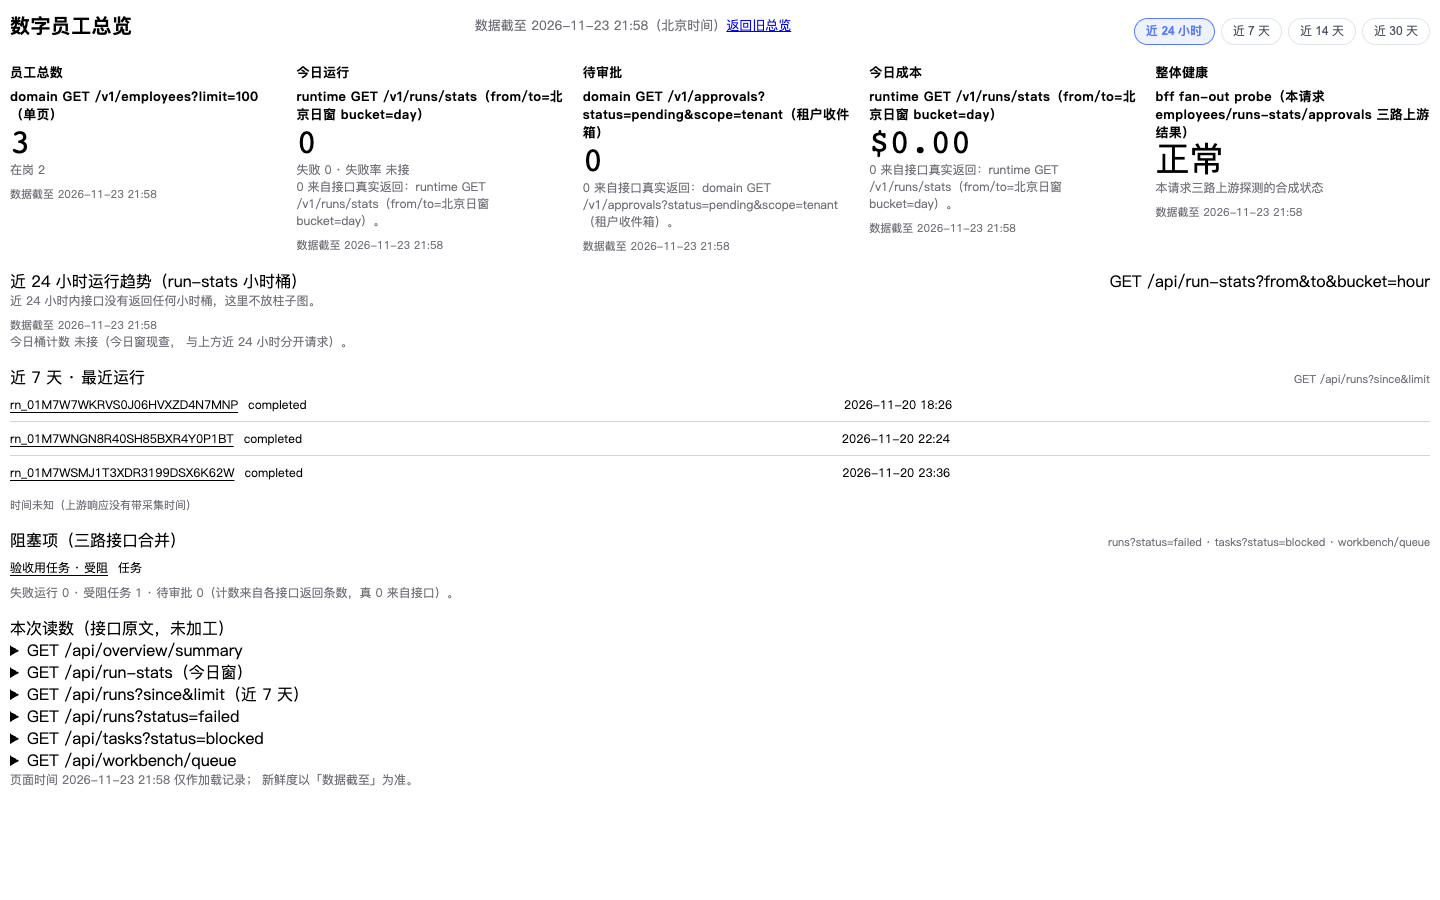 数字员工总览
数据截至 2026-11-23 21:58（北京时间）返回旧总览
近 24 小时
近 7 天
近 14 天
近 30 天
员工总数
domain GET /v1/employees?limit=100
（单页）
3
在岗 2
数据截至 2026-11-23 21:58
今日运行
runtime GET /v1/runs/stats（from/to=北
京日窗 bucket=day）
0
失败 0 · 失败率 未接
0 来自接口真实返回：runtime GET
/v1/runs/stats（from/to=北京日窗
bucket=day）。
数据截至 2026-11-23 21:58
待审批
domain GET /v1/approvals?
status=pending&scope=tenant（租户收件
箱）
0
0 来自接口真实返回：domain GET
/v1/approvals?status=pending&scope=tenant
（租户收件箱）。
数据截至 2026-11-23 21:58
今日成本
runtime GET /v1/runs/stats（from/to=北
京日窗 bucket=day）
$0.00
0 来自接口真实返回：runtime GET
/v1/runs/stats（from/to=北京日窗
bucket=day）。
数据截至 2026-11-23 21:58
整体健康
bff fan-out probe（本请求
employees/runs-stats/approvals 三路上游
结果）
正常
本请求三路上游探测的合成状态
数据截至 2026-11-23 21:58
近 24 小时运行趋势（run-stats 小时桶）
GET /api/run-stats?from&to&bucket=hour
近 24 小时内接口没有返回任何小时桶，这里不放柱子图。
数据截至 2026-11-23 21:58
今日桶计数 未接（今日窗现查， 与上方近 24 小时分开请求）。
近 7 天 · 最近运行
GET /api/runs?since&limit
rn_01M7W7WKRVS0J06HVXZD4N7MNP completed 2026-11-20 18:26
rn_01M7WNGN8R40SH85BXR4Y0P1BT completed 2026-11-20 22:24
rn_01M7WSMJ1T3XDR3199DSX6K62W completed 2026-11-20 23:36
时间未知（上游响应没有带采集时间）
阻塞项（三路接口合并）
runs?status=failed · tasks?status=blocked · workbench/queue
验收用任务 · 受阻 任务
失败运行 0 · 受阻任务 1 · 待审批 0（计数来自各接口返回条数，真 0 来自接口）。
本次读数（接口原文，未加工）
▶ GET /api/overview/summary
▶ GET /api/run-stats（今日窗）
▶ GET /api/runs?since&limit（近 7 天）
▶ GET /api/runs?status=failed
▶ GET /api/tasks?status=blocked
▶ GET /api/workbench/queue
页面时间 2026-11-23 21:58 仅作加载记录； 新鲜度以「数据截至」为准。